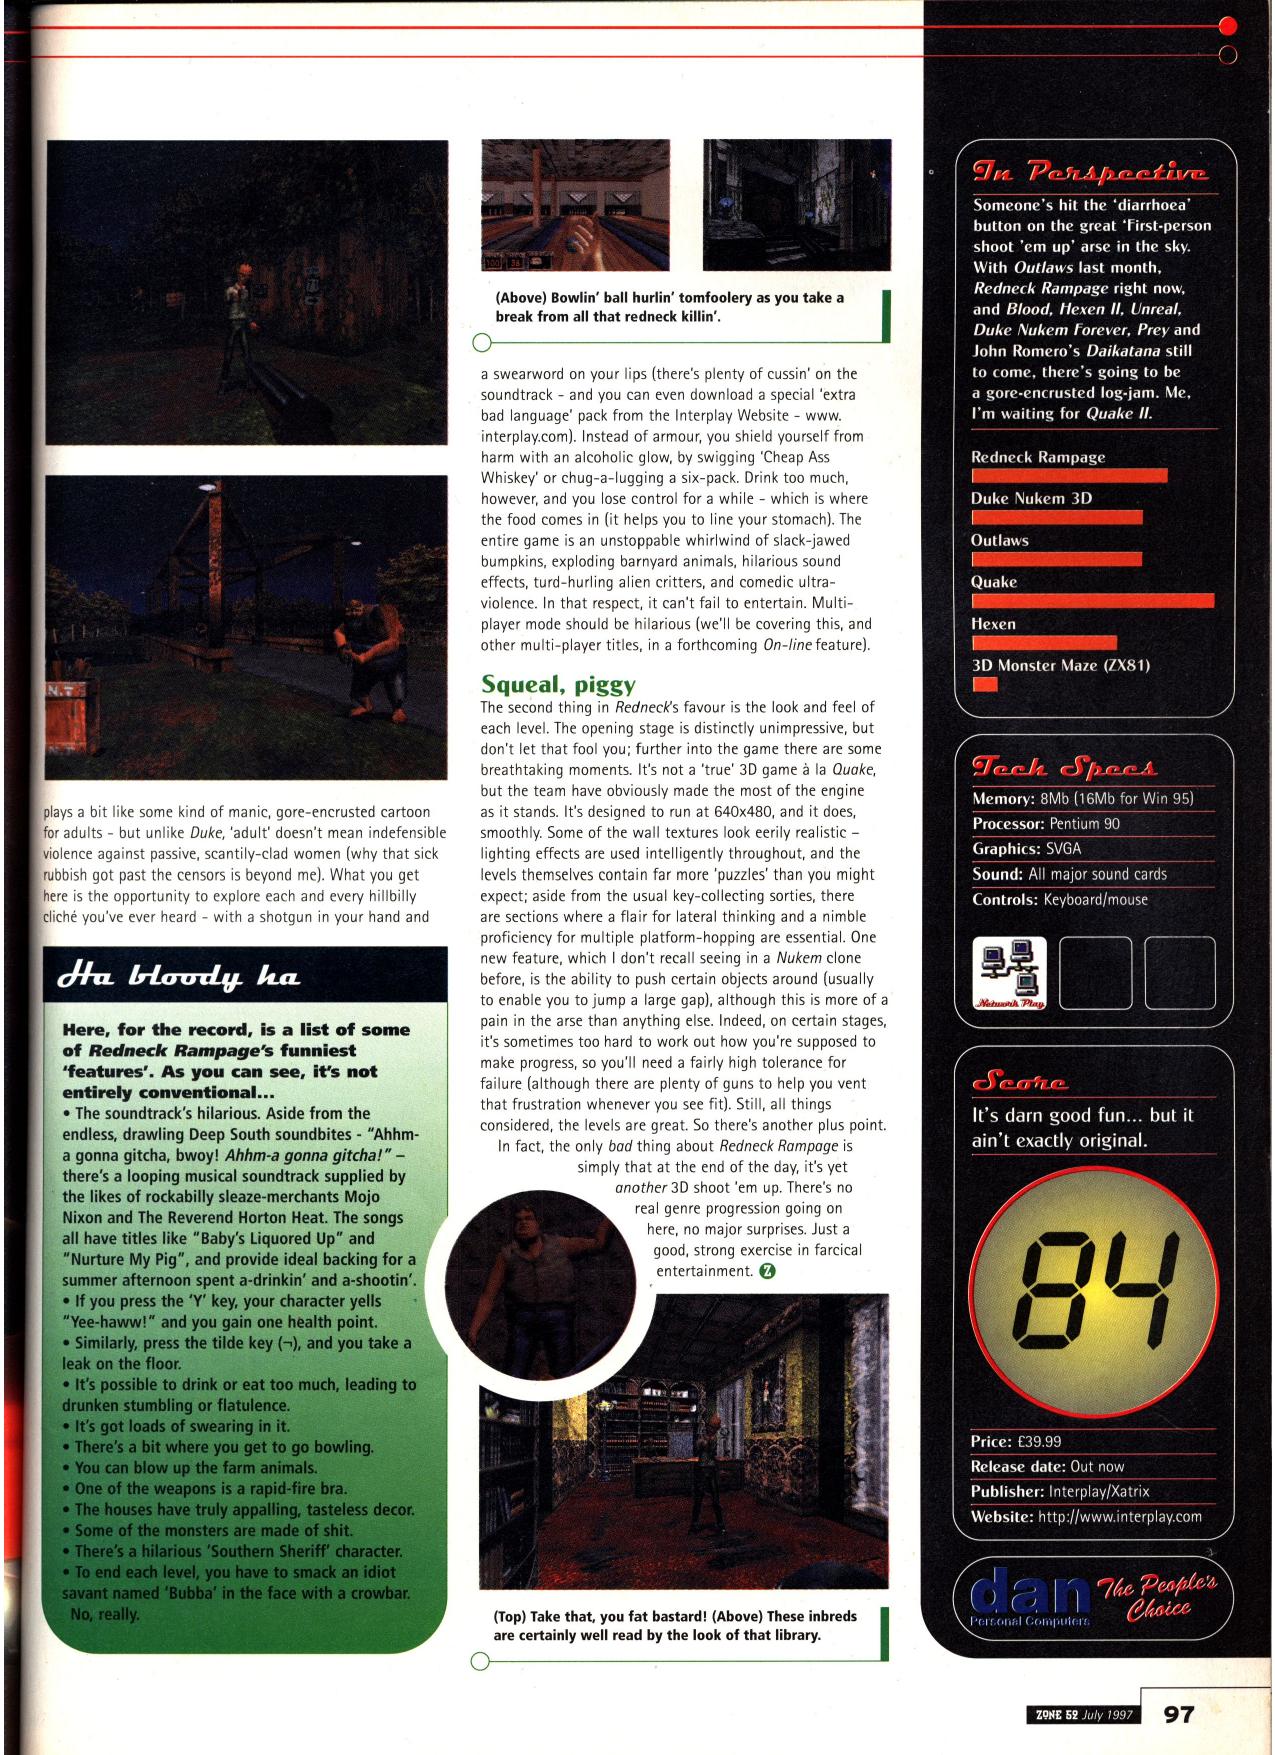 plays a bit like some kind of manic, gore-encrusted cartoon
for adults - but unlike Duke, 'adult' doesn't mean indefensible
violence against passive, scantily-clad women (why that sick
rubbish got past the censors is beyond me). What you get
here is the opportunity to explore each and every hillbilly
cliché you've ever heard - with a shotgun in your hand and
Ha bloody ha
Here, for the record, is a list of some
of Redneck Rampage's funniest
'features'. As you can see, it's not
entirely conventional...
• The soundtrack's hilarious. Aside from the
endless, drawling Deep South soundbites - "Ahhm-
a gonna gitcha, bwoy! Ahhm-a gonna gitcha!" –
there's a looping musical soundtrack supplied by
the likes of rockabilly sleaze-merchants Mojo
Nixon and The Reverend Horton Heat. The songs
all have titles like "Baby's Liquored Up" and
"Nurture My Pig", and provide ideal backing for a
summer afternoon spent a-drinkin' and a-shootin'.
• If you press the 'Y' key, your character yells
"Yee-haww!" and you gain one health point.
• Similarly, press the tilde key (¬), and you take a
leak on the floor.
• It's possible to drink or eat too much, leading to
drunken stumbling or flatulence.
• It's got loads of swearing in it.
• There's a bit where you get to go bowling.
• You can blow up the farm animals.
• One of the weapons is a rapid-fire bra.
• The houses have truly appalling, tasteless decor.
• Some of the monsters are made of shit.
• There's a hilarious 'Southern Sheriff' character.
• To end each level, you have to smack an idiot
savant named 'Bubba' in the face with a crowbar.
No, really.
(Above) Bowlin' ball hurlin' tomfoolery as you take a
break from all that redneck killin'.
a swearword on your lips (there's plenty of cussin' on the
soundtrack - and you can even download a special 'extra
bad language' pack from the Interplay Website - www.
interplay.com). Instead of armour, you shield yourself from
harm with an alcoholic glow, by swigging 'Cheap Ass
Whiskey' or chug-a-lugging a six-pack. Drink too much,
however, and you lose control for a while - which is where
the food comes in (it helps you to line your stomach). The
entire game is an unstoppable whirlwind of slack-jawed
bumpkins, exploding barnyard animals, hilarious sound
effects, turd-hurling alien critters, and comedic ultra-
violence. In that respect, it can't fail to entertain. Multi-
player mode should be hilarious (we'll be covering this, and
other multi-player titles, in a forthcoming On-line feature).
Squeal, piggy
The second thing in Redneck's favour is the look and feel of
each level. The opening stage is distinctly unimpressive, but
don't let that fool you; further into the game there are some
breathtaking moments. It's not a 'true' 3D game à la Quake,
but the team have obviously made the most of the engine
as it stands. It's designed to run at 640x480, and it does,
smoothly. Some of the wall textures look eerily realistic –
lighting effects are used intelligently throughout, and the
levels themselves contain far more 'puzzles' than you might
expect; aside from the usual key-collecting sorties, there
are sections where a flair for lateral thinking and a nimble
proficiency for multiple platform-hopping are essential. One
new feature, which I don't recall seeing in a Nukem clone
before, is the ability to push certain objects around (usually
to enable you to jump a large gap), although this is more of a
pain in the arse than anything else. Indeed, on certain stages,
it's sometimes too hard to work out how you're supposed to
make progress, so you'll need a fairly high tolerance for
failure (although there are plenty of guns to help you vent
that frustration whenever you see fit). Still, all things
considered, the levels are great. So there's another plus point.
In fact, the only bad thing about Redneck Rampage is
simply that at the end of the day, it's yet
another 3D shoot 'em up. There's no
real genre progression going on
here, no major surprises. Just a
good, strong exercise in farcical
entertainment. Z
(Top) Take that, you fat bastard! (Above) These inbreds
are certainly well read by the look of that library.
In Perspective
Someone's hit the 'diarrhoea'
button on the great 'First-person
shoot 'em up' arse in the sky.
With Outlaws last month,
Redneck Rampage right now,
and Blood, Hexen II, Unreal,
Duke Nukem Forever, Prey and
John Romero's Daikatana still
to come, there's going to be
a gore-encrusted log-jam. Me,
I'm waiting for Quake II.
Redneck Rampage
Duke Nukem 3D
Outlaws
Quake
Hexen
3D Monster Maze (ZX81)
Tech Specs
Memory: 8Mb (16Mb for Win 95)
Processor: Pentium 90
Graphics: SVGA
Sound: All major sound cards
Controls: Keyboard/mouse
Network Play
Score
It's darn good fun... but it
ain't exactly original.
84
Price: £39.99
Release date: Out now
Publisher: Interplay/Xatrix
Website: http://www.interplay.com
dan
Personal Computers
The People's
Choice
ZONE 52 July 1997
97